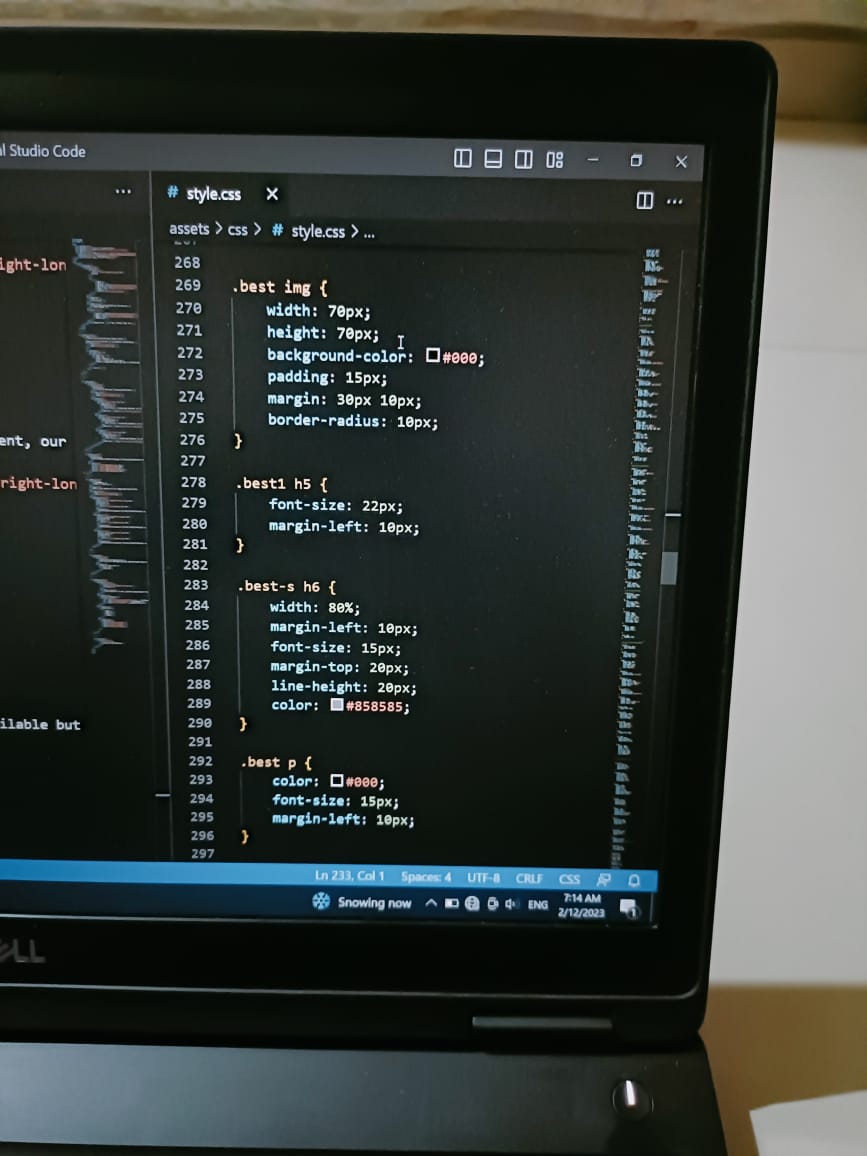 Studio Code
style.css
assets > css > # style.css > ...
ight-lon
ent, our
right-lon
ilable but
268
269 .best img {
270 width: 70px;
271 height: 70px;
272 background-color: #000;
273 padding: 15px;
274 margin: 30px 10px;
275 border-radius: 10px;
276 }
277
278 .best1 h5 {
279 font-size: 22px;
280 margin-left: 10px;
281 }
282
283 .best-s h6 {
284 width: 80%;
285 margin-left: 10px;
286 font-size: 15px;
287 margin-top: 20px;
288 line-height: 20px;
289 color: #858585;
290 }
291
292 .best p {
293 color: #000;
294 font-size: 15px;
295 margin-left: 10px;
296 }
297
Ln 233, Col 1 Spaces: 4 UTF-8 CRLF CSS
Snowing now ENG 7:14 AM
2/12/2023
DELL